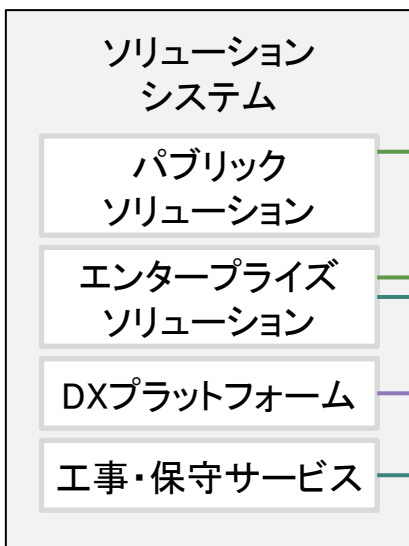 ソリューション
システム
パブリック
ソリューション
エンタープライズ
ソリューション
DXプラットフォーム
工事・保守サービス